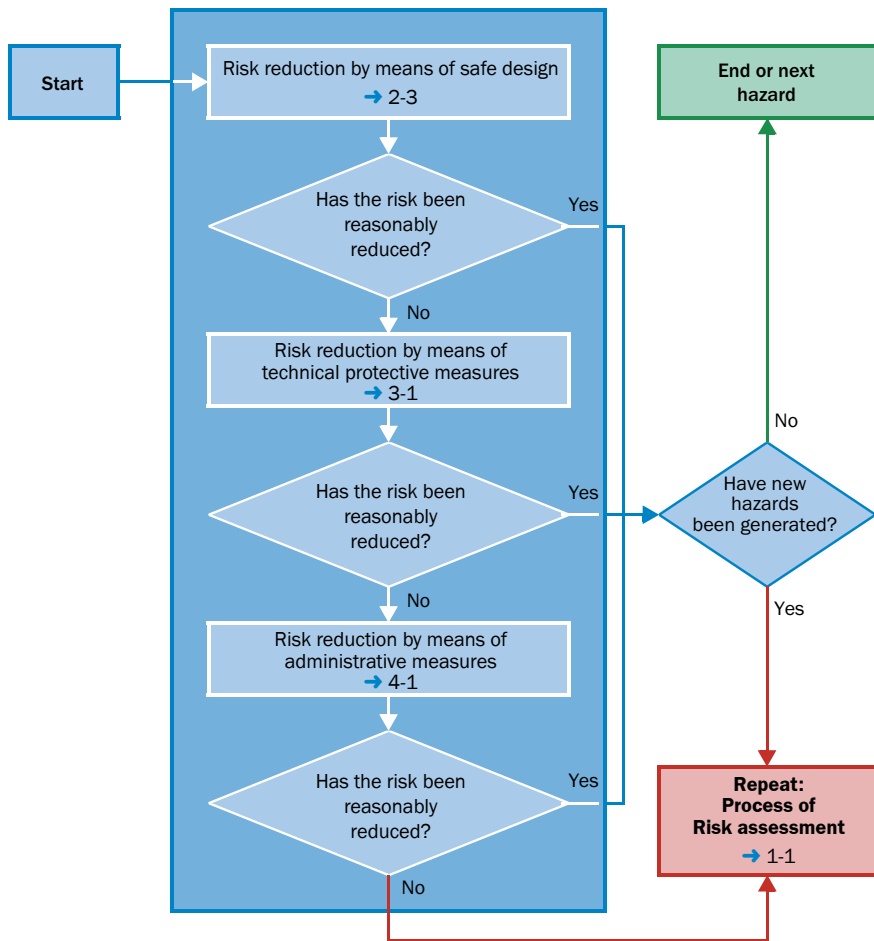 Start
Risk reduction by means of safe design
➜ 2-3
End or next
hazard
Has the risk been
reasonably
reduced?
Yes
No
Risk reduction by means of
technical protective measures
➜ 3-1
Has the risk been
reasonably
reduced?
Yes
No
Have new
hazards
been generated?
No
Yes
Risk reduction by means of
administrative measures
➜ 4-1
Has the risk been
reasonably
reduced?
Yes
No
Repeat:
Process of
Risk assessment
➜ 1-1